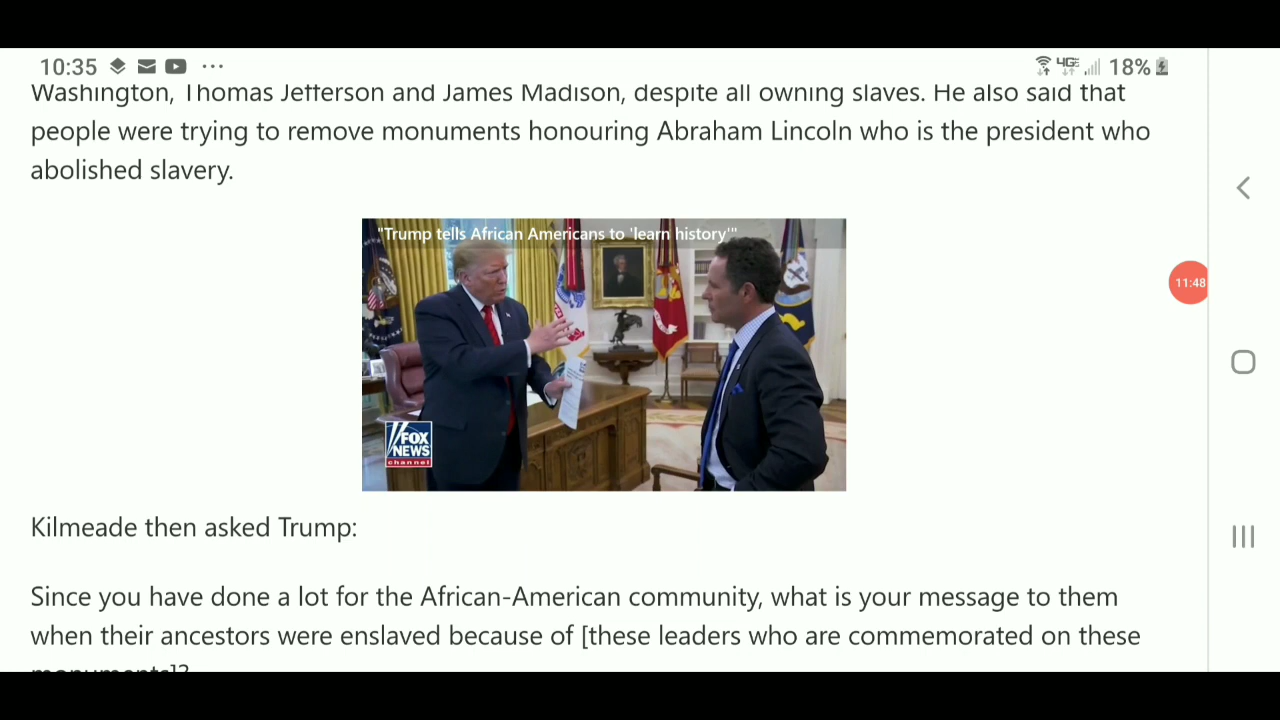 10:35 ... 4GE 18%
Washington, Thomas Jefferson and James Madison, despite all owning slaves. He also said that
people were trying to remove monuments honouring Abraham Lincoln who is the president who
abolished slavery.
11:48
"Trump tells African Americans to 'learn history'"
FOX
NEWS
channel
Kilmeade then asked Trump:
Since you have done a lot for the African-American community, what is your message to them
when their ancestors were enslaved because of [these leaders who are commemorated on these
monuments]?